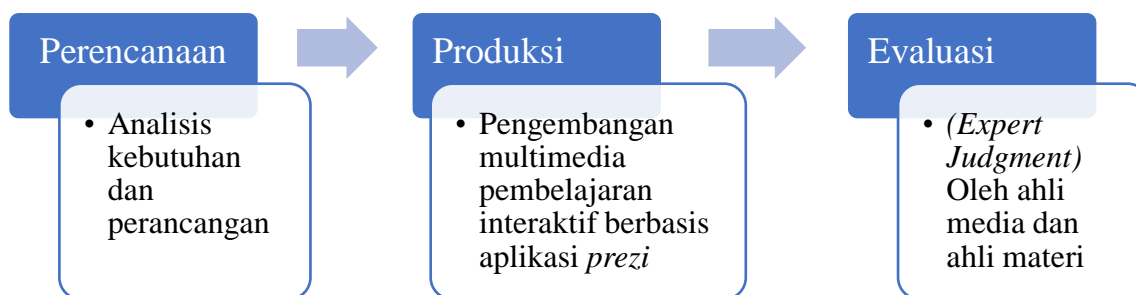 Perencanaan
• Analisis
kebutuhan
dan
perancangan
Produksi
• Pengembangan
multimedia
pembelajaran
interaktif berbasis
aplikasi prezi
Evaluasi
• (Expert
Judgment)
Oleh ahli
media dan
ahli materi